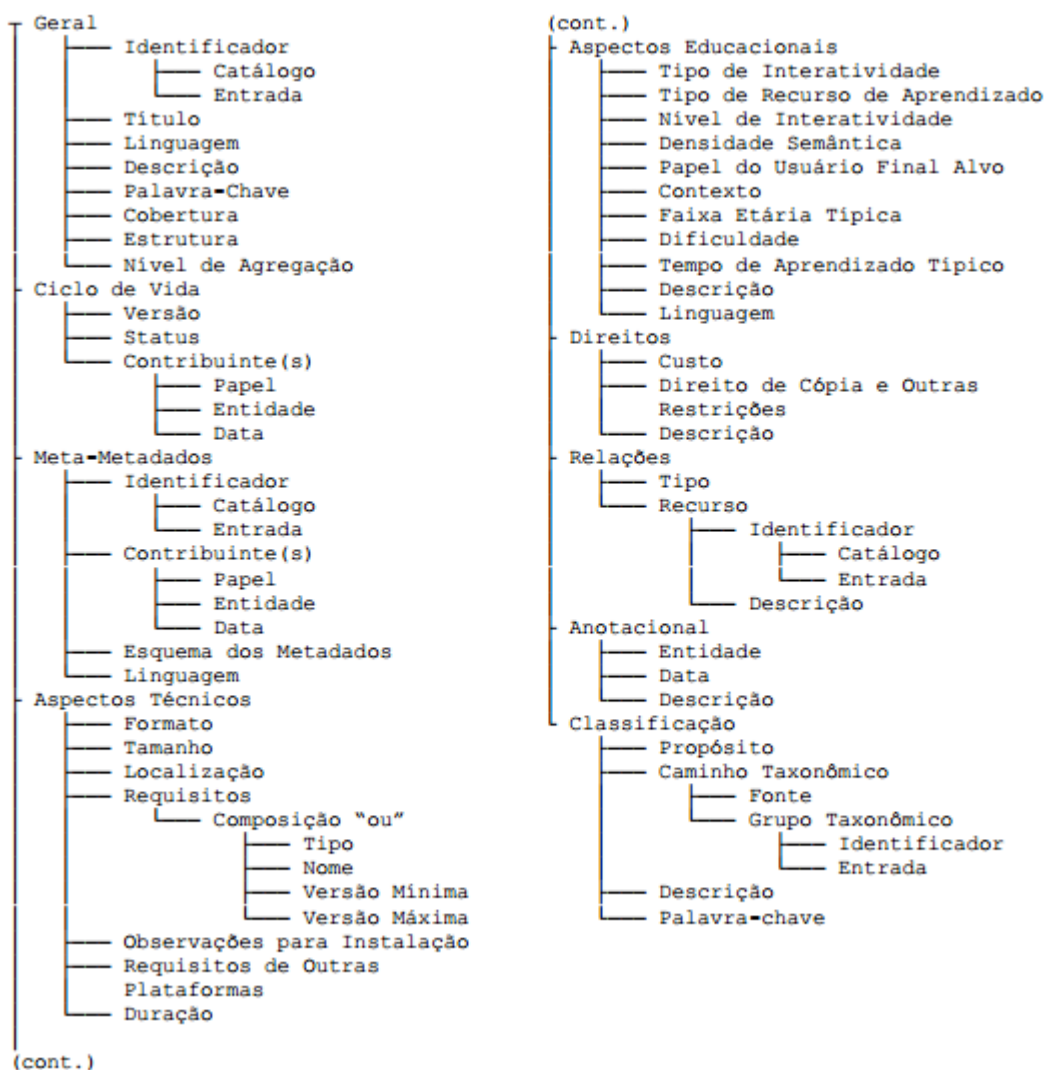 Geral
Identificador
Catálogo
Entrada
Título
Linguagem
Descrição
Palavra-Chave
Cobertura
Estrutura
Nível de Agregação
Ciclo de Vida
Versão
Status
Contribuinte(s)
Papel
Entidade
Data
Meta-Metadados
Identificador
Catálogo
Entrada
Contribuinte(s)
Papel
Entidade
Data
Esquema dos Metadados
Linguagem
Aspectos Técnicos
Formato
Tamanho
Localização
Requisitos
Composição “ou”
Tipo
Nome
Versão Mínima
Versão Máxima
Observações para Instalação
Requisitos de Outras
Plataformas
Duração
(cont.)
(cont.)
Aspectos Educacionais
Tipo de Interatividade
Tipo de Recurso de Aprendizado
Nível de Interatividade
Densidade Semântica
Papel do Usuário Final Alvo
Contexto
Faixa Etária Típica
Dificuldade
Tempo de Aprendizado Típico
Descrição
Linguagem
Direitos
Custo
Direito de Cópia e Outras
Restrições
Descrição
Relações
Tipo
Recurso
Identificador
Catálogo
Entrada
Descrição
Anotacional
Entidade
Data
Descrição
Classificação
Propósito
Caminho Taxonômico
Fonte
Grupo Taxonômico
Identificador
Entrada
Descrição
Palavra-chave